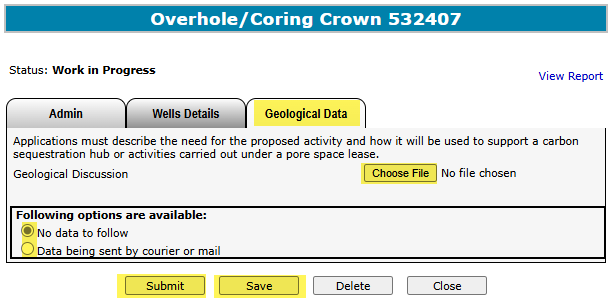 Overhole/Coring Crown 532407
Status: Work in Progress
View Report
Admin Wells Details Geological Data
Applications must describe the need for the proposed activity and how it will be used to support a carbon
sequestration hub or activities carried out under a pore space lease.
Geological Discussion Choose File No file chosen
Following options are available:
No data to follow
Data being sent by courier or mail
Submit Save Delete Close